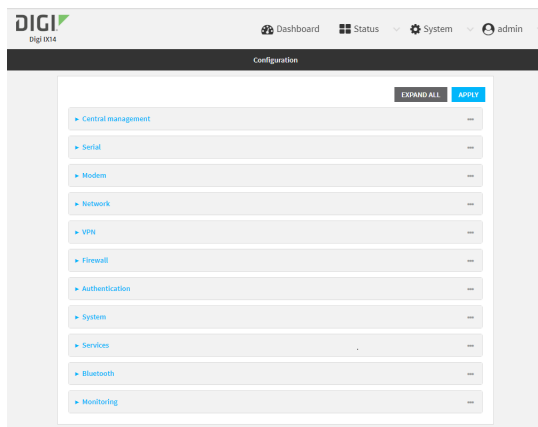 DIGI
Digi IX14
Dashboard Status System admin
Configuration
EXPAND ALL APPLY
Central management
Serial
Modem
Network
VPN
Firewall
Authentication
System
Services
Bluetooth
Monitoring